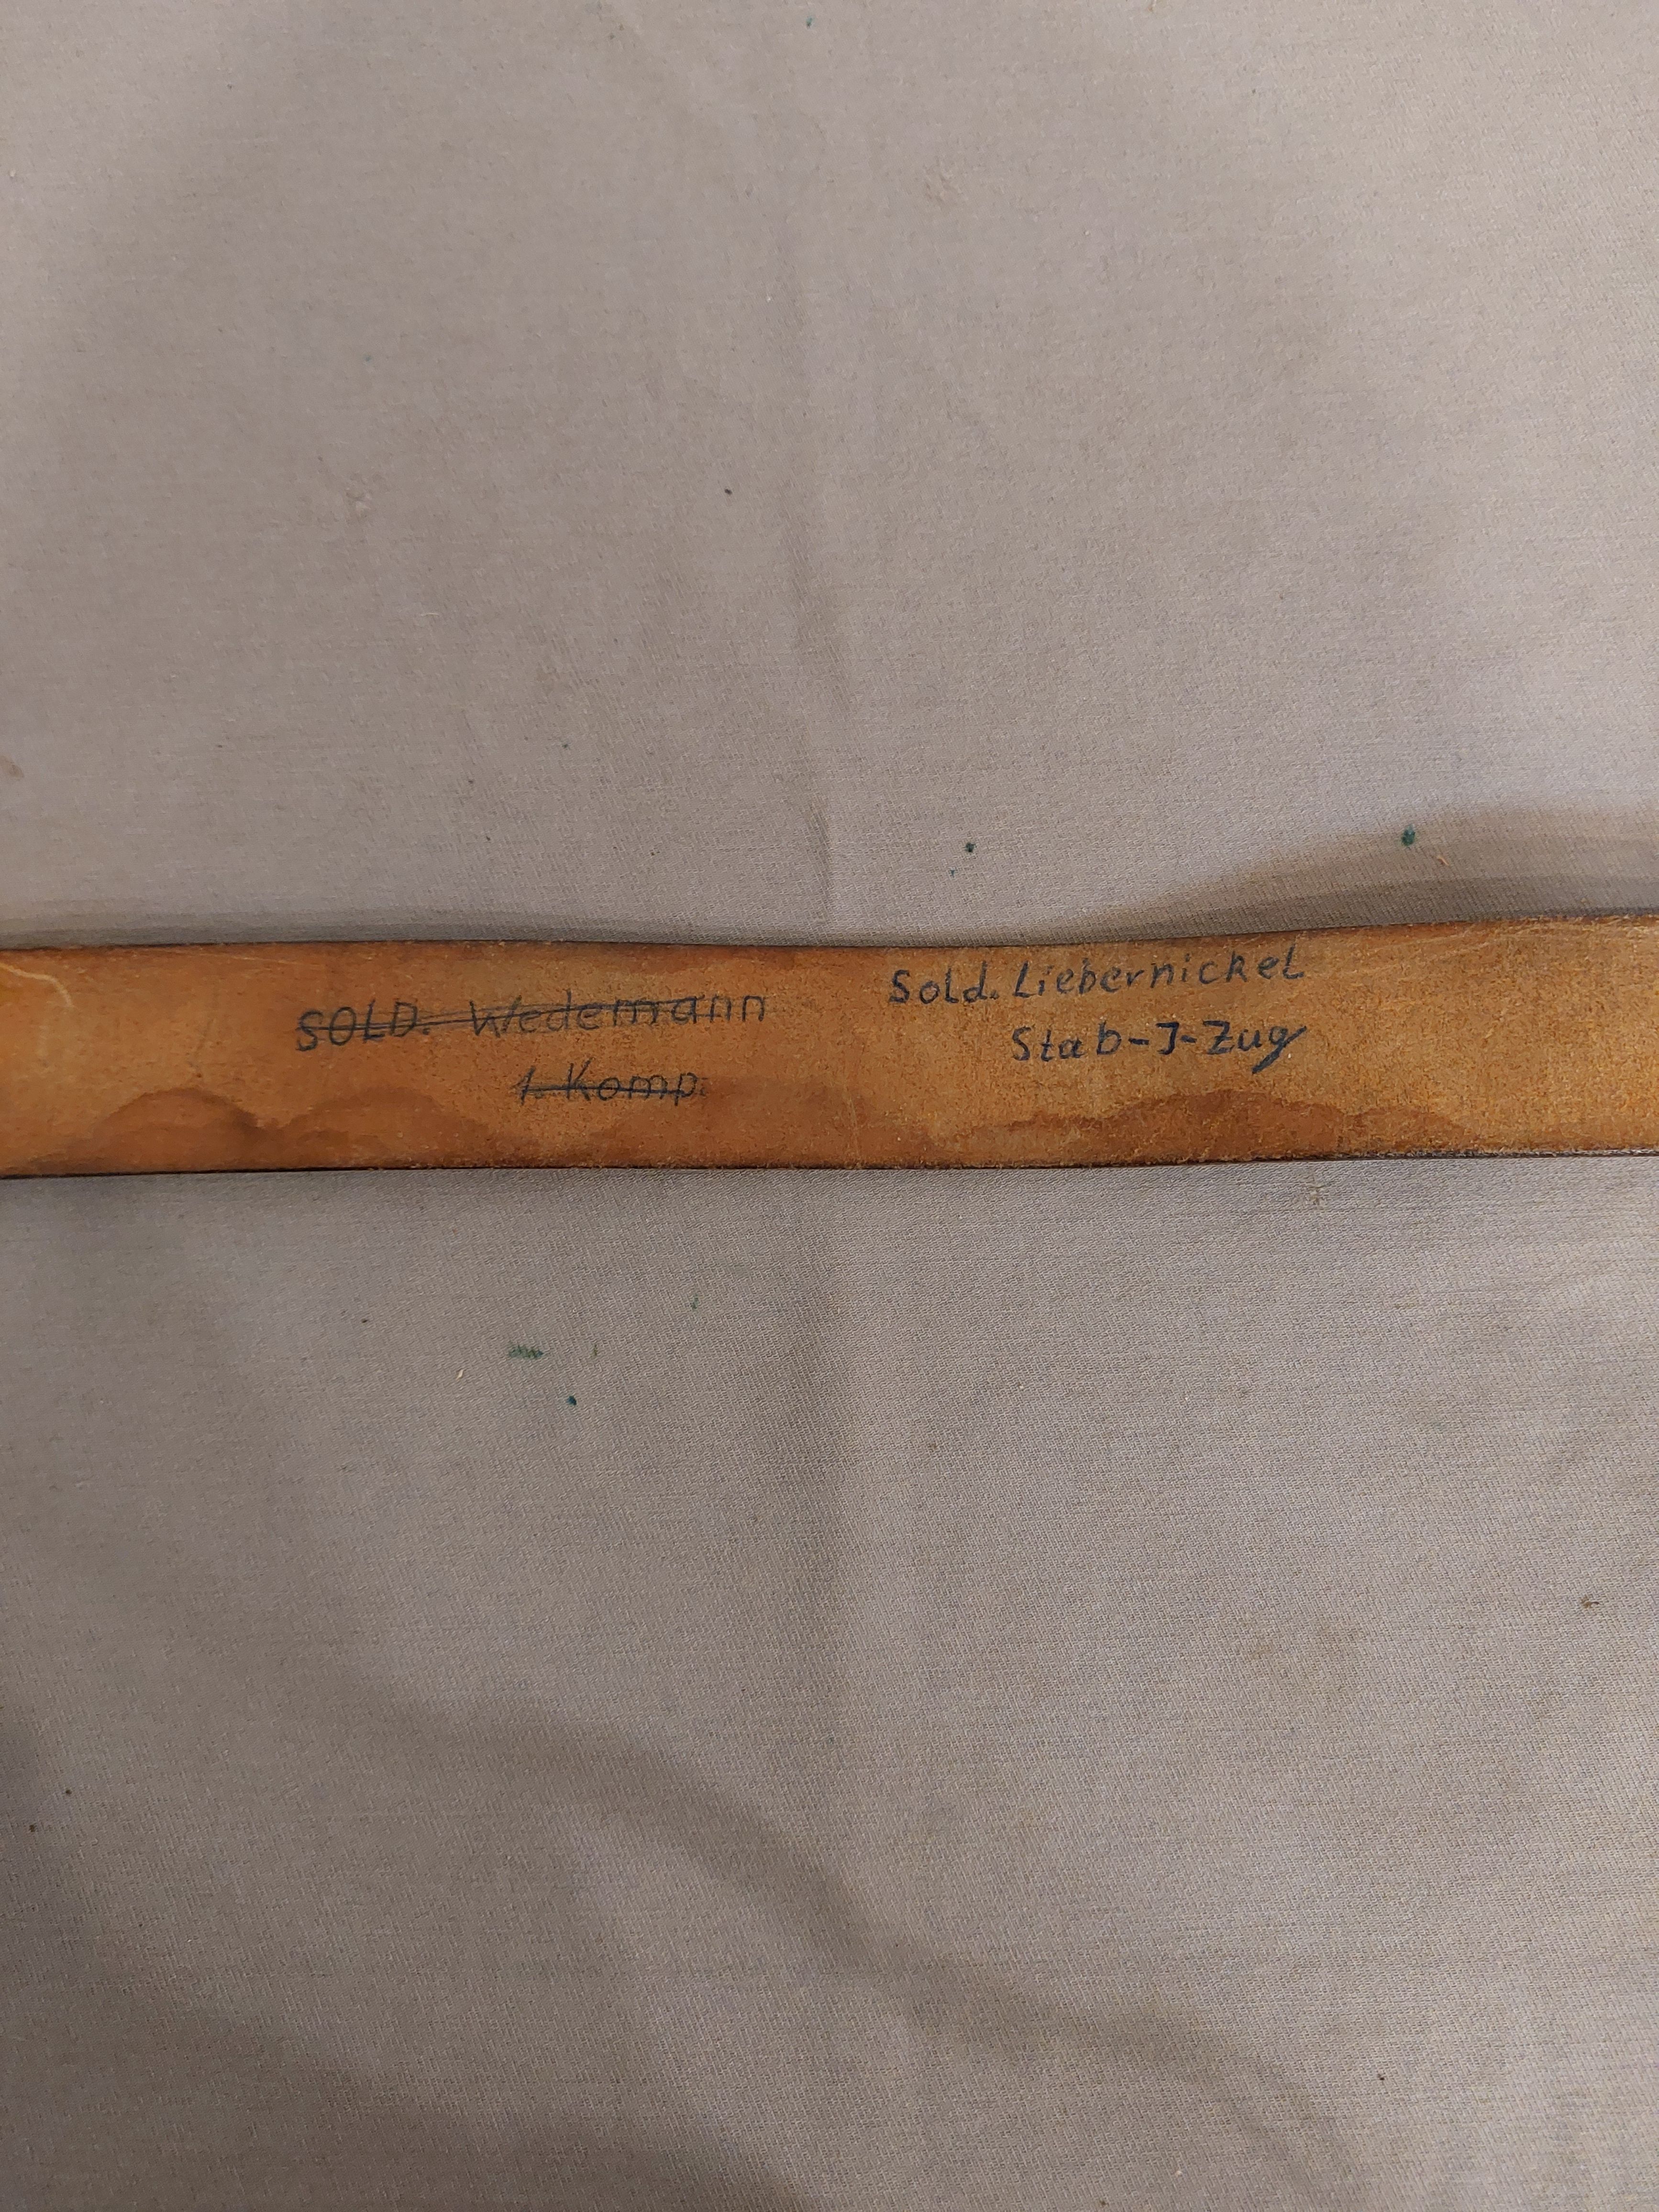 SOLD. Wedemann
1. Komp.
Sold. Liebernickel
Stab-J-Zug